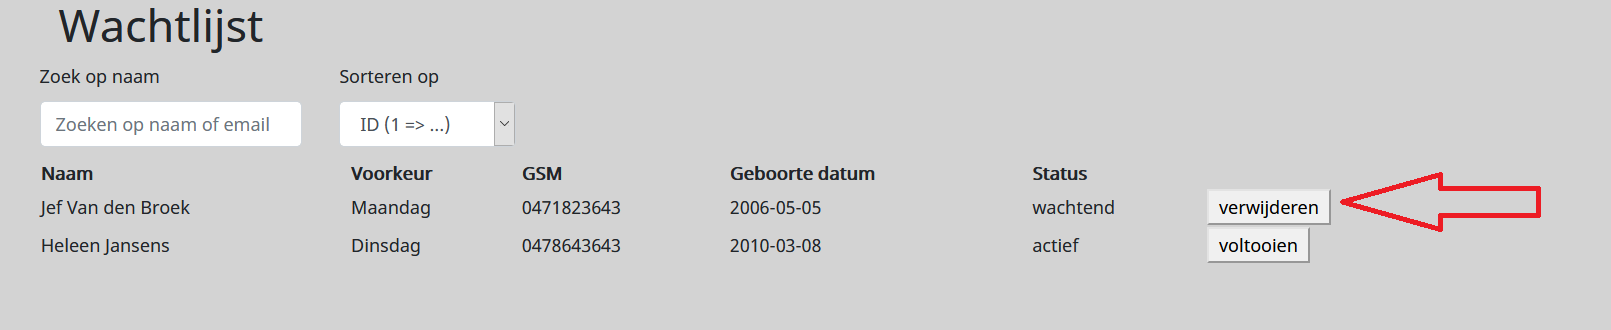 Wachtlijst
Zoek op naam Sorteren op
Zoeken op naam of email ID (1 => ...)
Naam Voorkeur GSM Geboorte datum Status
Jef Van den Broek Maandag 0471823643 2006-05-05 wachtend verwijderen
Heleen Jansens Dinsdag 0478643643 2010-03-08 actief voltooien